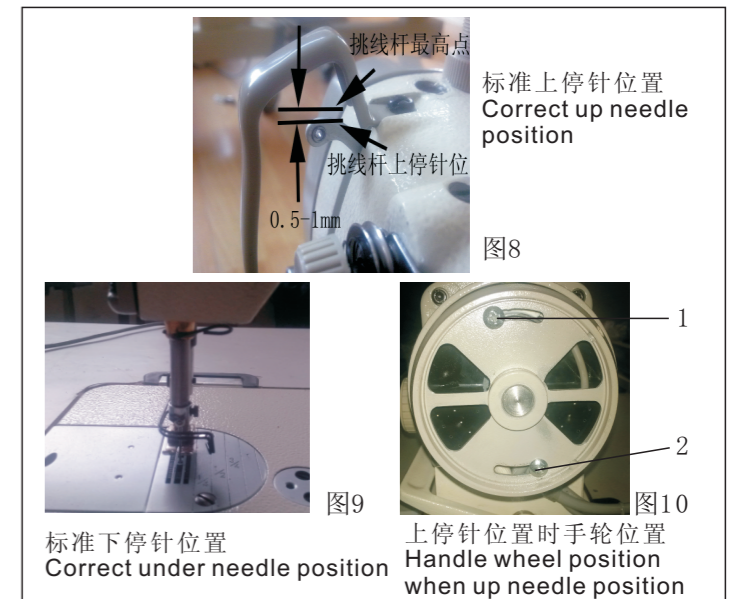 挑线杆最高点
挑线杆上停针位
0.5-1mm
标准上停针位置
Correct up needle
position
图8
图9
标准下停针位置
Correct under needle position
1
2
图10
上停针位置时手轮位置
Handle wheel position
when up needle position